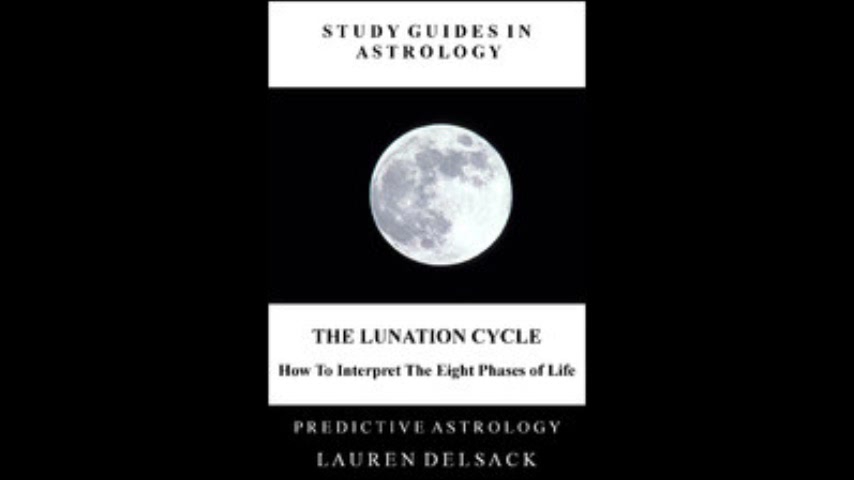 STUDY GUIDES IN
ASTROLOGY
THE LUNATION CYCLE
How To Interpret The Eight Phases of Life
PREDICTIVE ASTROLOGY
LAUREN DELSACK